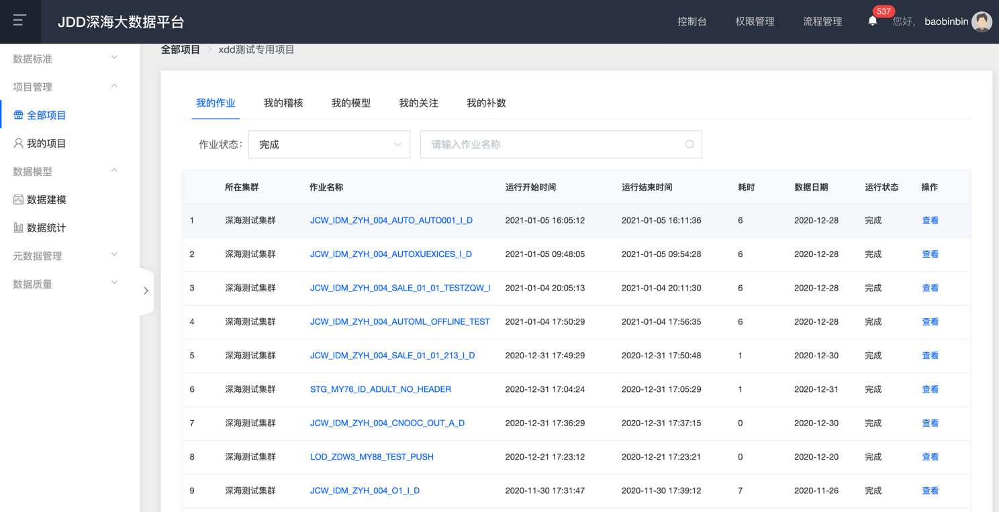 JDD深海大数据平台
控制台 权限管理 流程管理 537 您好, baobinbin
数据标准
项目管理
全部项目
我的项目
数据模型
数据建模
数据统计
元数据管理
数据质量
全部项目 > xdd测试专用项目
我的作业 我的稽核 我的模型 我的关注 我的补数
作业状态: 完成 请输入作业名称
所在集群 作业名称 运行开始时间 运行结束时间 耗时 数据日期 运行状态 操作
1 深海测试集群 JCW_IDM_ZYH_004_AUTO_AUTO001_I_D 2021-01-05 16:05:12 2021-01-05 16:11:36 6 2020-12-28 完成 查看
2 深海测试集群 JCW_IDM_ZYH_004_AUTOXUEXICES_I_D 2021-01-05 09:48:05 2021-01-05 09:54:28 6 2020-12-28 完成 查看
3 深海测试集群 JCW_IDM_ZYH_004_SALE_01_01_TESTZQW_I 2021-01-04 20:05:13 2021-01-04 20:11:30 6 2020-12-28 完成 查看
4 深海测试集群 JCW_IDM_ZYH_004_AUTOML_OFFLINE_TEST 2021-01-04 17:50:29 2021-01-04 17:56:35 6 2020-12-28 完成 查看
5 深海测试集群 JCW_IDM_ZYH_004_SALE_01_01_213_I_D 2020-12-31 17:49:29 2020-12-31 17:50:48 1 2020-12-30 完成 查看
6 深海测试集群 STG_MY76_ID_ADULT_NO_HEADER 2020-12-31 17:04:24 2020-12-31 17:05:29 1 2020-12-31 完成 查看
7 深海测试集群 JCW_IDM_ZYH_004_CNOOC_OUT_A_D 2020-12-31 17:36:29 2020-12-31 17:37:15 0 2020-12-30 完成 查看
8 深海测试集群 LOD_ZDW3_MY88_TEST_PUSH 2020-12-21 17:23:12 2020-12-21 17:23:21 0 2020-12-20 完成 查看
9 深海测试集群 JCW_IDM_ZYH_004_O1_I_D 2020-11-30 17:31:47 2020-11-30 17:39:12 7 2020-11-26 完成 查看